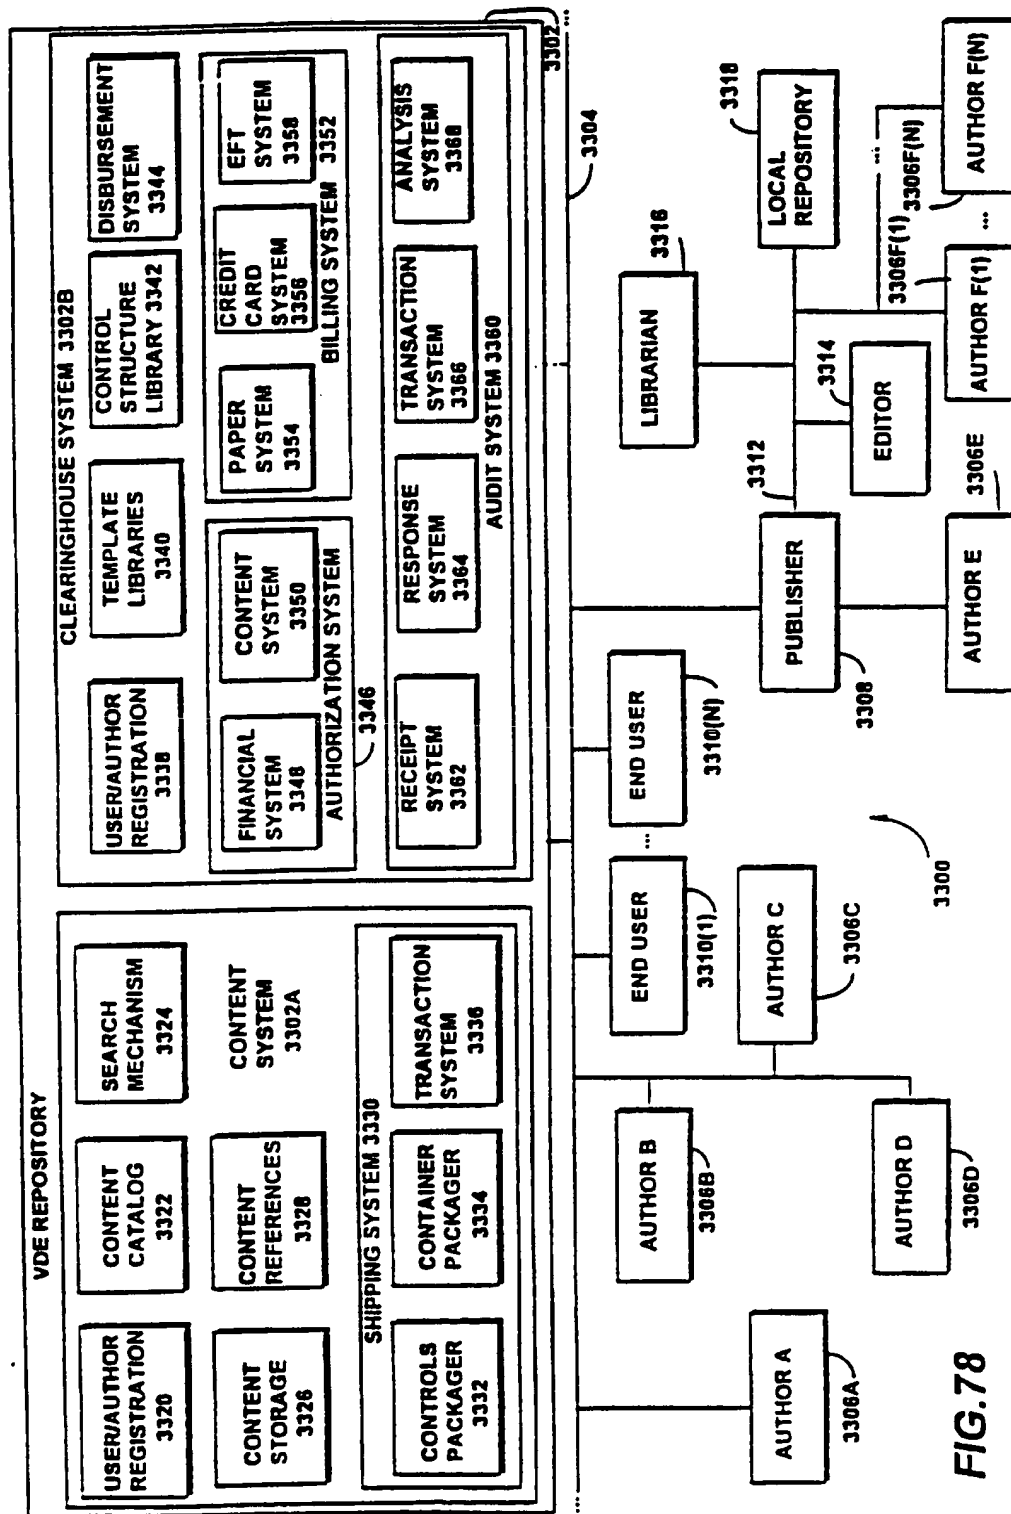 VDE REPOSITORY
USER/AUTHOR
REGISTRATION
3320
CONTENT
CATALOG
3322
SEARCH
MECHANISM
3324
CONTENT
STORAGE
3326
CONTENT
REFERENCES
3328
CONTENT
SYSTEM
3302A
SHIPPING SYSTEM 3330
CONTROLS
PACKAGER
3332
CONTAINER
PACKAGER
3334
TRANSACTION
SYSTEM
3336
CLEARINGHOUSE SYSTEM 3302B
USER/AUTHOR
REGISTRATION
3338
TEMPLATE
LIBRARIES
3340
CONTROL
STRUCTURE
LIBRARY 3342
DISBURSEMENT
SYSTEM
3344
FINANCIAL
SYSTEM
3348
CONTENT
SYSTEM
3350
AUTHORIZATION SYSTEM
3346
PAPER
SYSTEM
3354
CREDIT
CARD
SYSTEM
3356
EFT
SYSTEM
3358
BILLING SYSTEM 3352
RECEIPT
SYSTEM
3362
RESPONSE
SYSTEM
3364
TRANSACTION
SYSTEM
3366
ANALYSIS
SYSTEM
3368
AUDIT SYSTEM 3360
3302
...
...
3304
AUTHOR A
3306A
AUTHOR B
3306B
AUTHOR C
3306C
AUTHOR D
3306D
END USER
3310(1)
...
END USER
3310(N)
3300
PUBLISHER
3308
3312
AUTHOR E
3306E
EDITOR
3314
LIBRARIAN
3316
LOCAL
REPOSITORY
3318
AUTHOR F(1)
3306F(1)
...
...
AUTHOR F(N)
3306F(N)
FIG.78